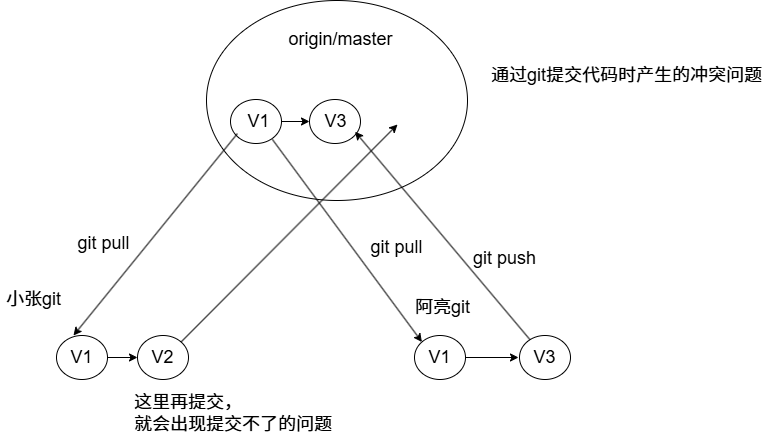 origin/master
通过git提交代码时产生的冲突问题
V1
V3
git pull
git pull
git push
小张git
阿亮git
V1
V2
V1
V3
这里再提交，
就会出现提交不了的问题